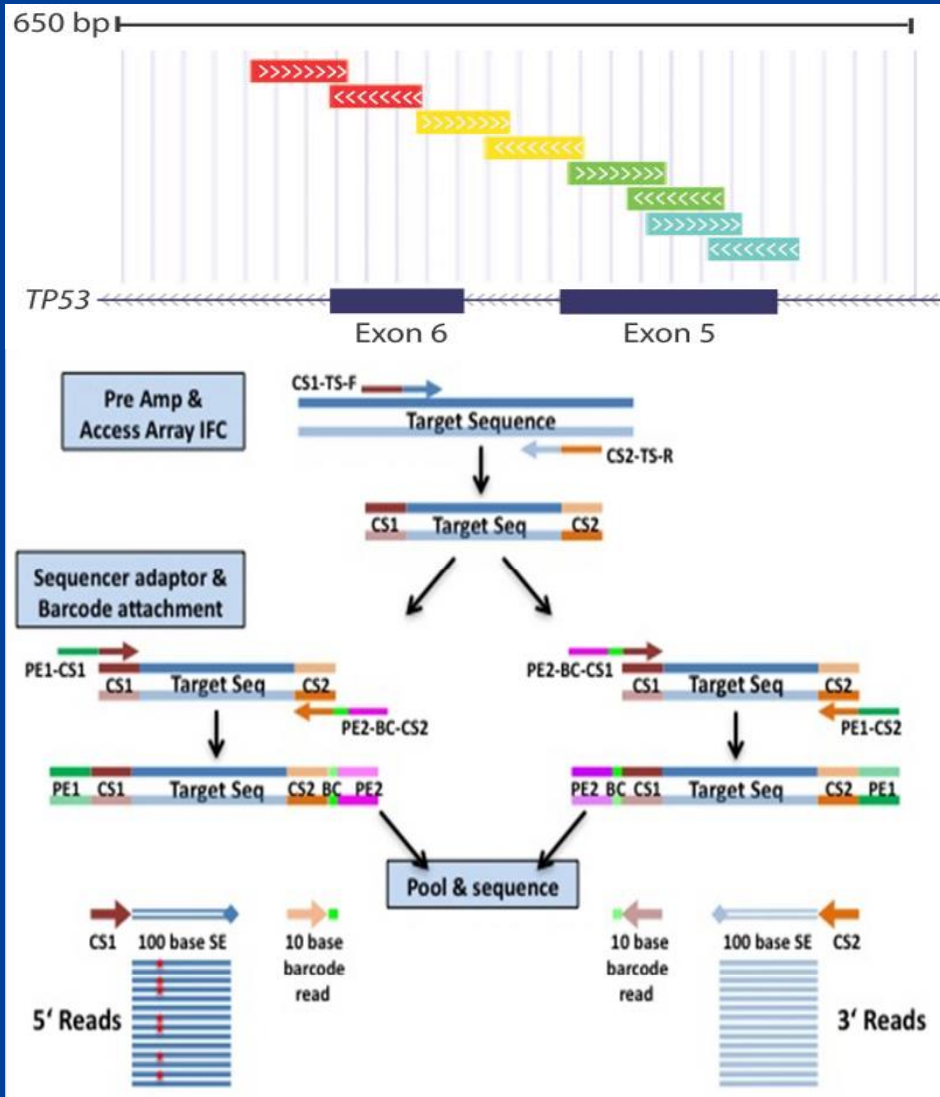 650 bp
>>>>>>>>
<<<<<<<<
>>>>>>>>
<<<<<<<<
>>>>>>>>
<<<<<<<<
>>>>>>>>
<<<<<<<<
TP53
Exon 6
Exon 5
Pre Amp &
Access Array IFC
CS1-TS-F
Target Sequence
CS2-TS-R
CS1
Target Seq
CS2
Sequencer adaptor &
Barcode attachment
PE1-CS1
CS1
Target Seq
CS2
PE2-BC-CS2
PE2-BC-CS1
CS1
Target Seq
CS2
PE1-CS2
PE1
CS1
Target Seq
CS2
BC
PE2
PE2
BC
CS1
Target Seq
CS2
PE1
Pool & sequence
CS1
100 base SE
10 base
barcode
read
10 base
barcode
read
100 base SE
CS2
5‘ Reads
3‘ Reads